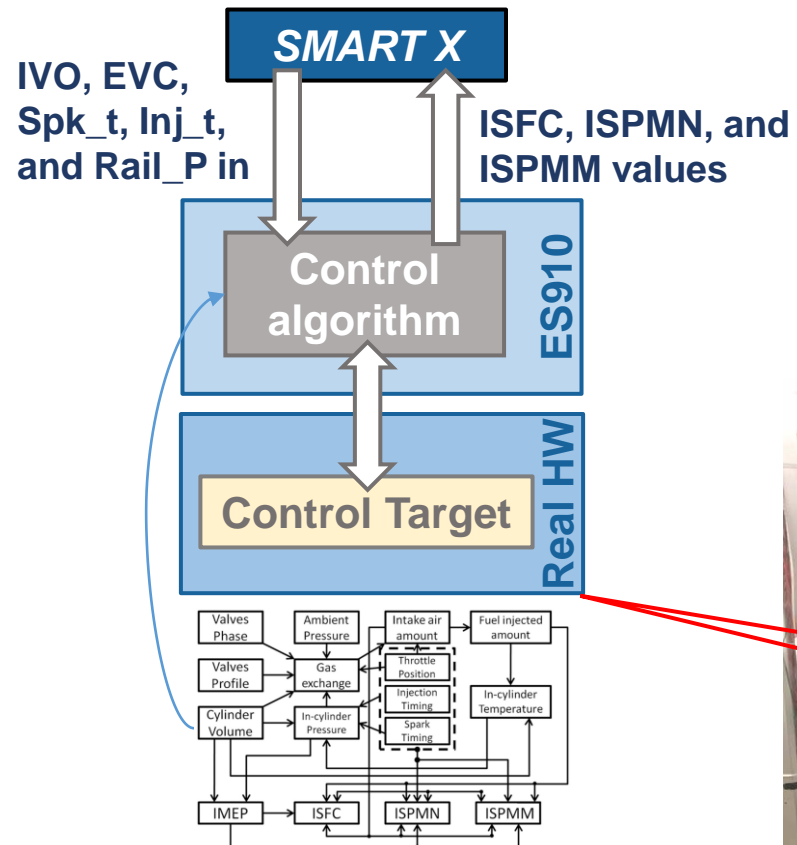 SMART X
IVO, EVC,
Spk_t, Inj_t,
and Rail_P in
ISFC, ISPMN, and
ISPMM values
Control
algorithm
ES910
Control Target
Real HW
Valves
Phase
Ambient
Pressure
Intake air
amount
Fuel injected
amount
Valves
Profile
Gas
exchange
Throttle
Position
Injection
Timing
In-cylinder
Temperature
Cylinder
Volume
In-cylinder
Pressure
Spark
Timing
IMEP
ISFC
ISPMN
ISPMM